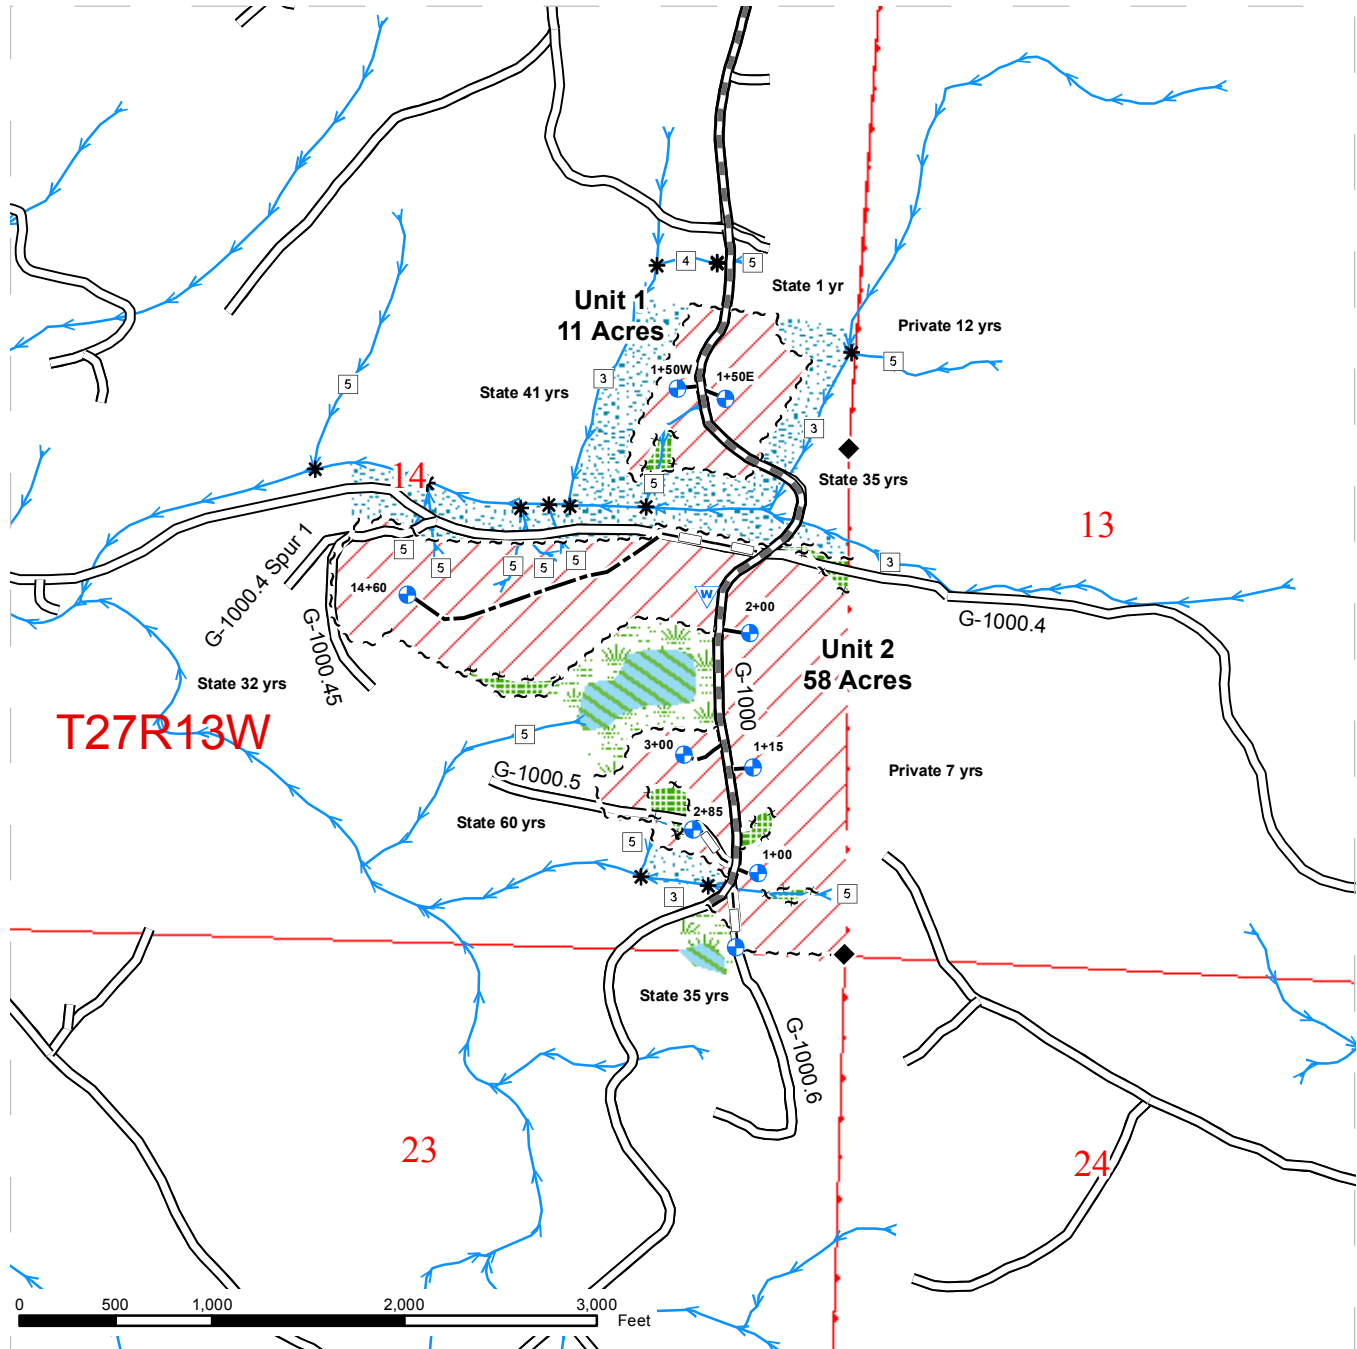 4
5
State 1 yr
Unit 1
11 Acres
Private 12 yrs
5
1+50W
1+50E
3
5
State 41 yrs
3
14
5
State 35 yrs
13
5
5
5
5
5
3
G-1000.4 Spur 1
14+60
W
2+00
G-1000.4
G-1000.45
Unit 2
58 Acres
State 32 yrs
G-1000
T27R13W
5
3+00
1+15
Private 7 yrs
G-1000.5
2+85
State 60 yrs
5
1+00
3
5
State 35 yrs
G-1000.6
23
24
0 500 1,000 2,000 3,000
Feet